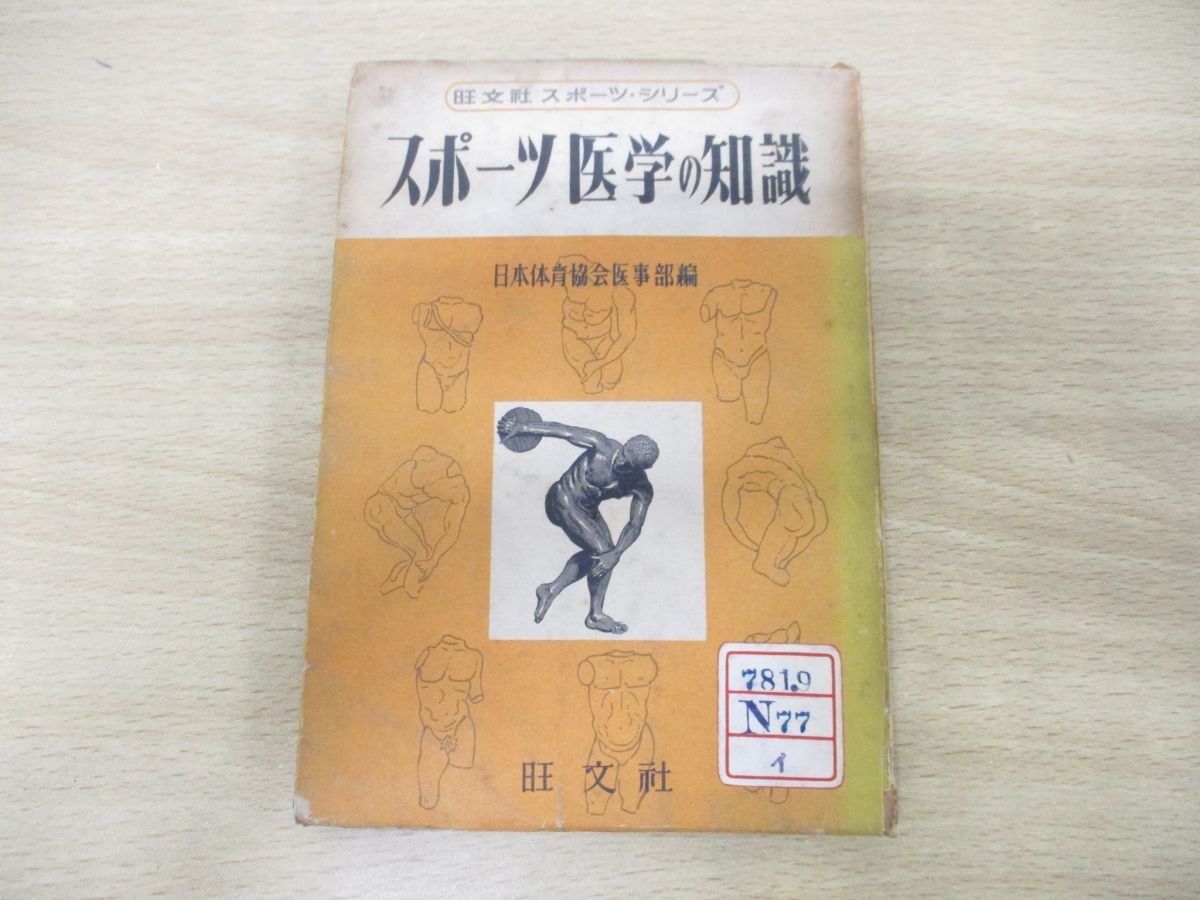 旺文社 スポーツ・シリーズ
スポーツ医学の知識
日本体育協会医事部編
781.9
N77
イ
旺文社